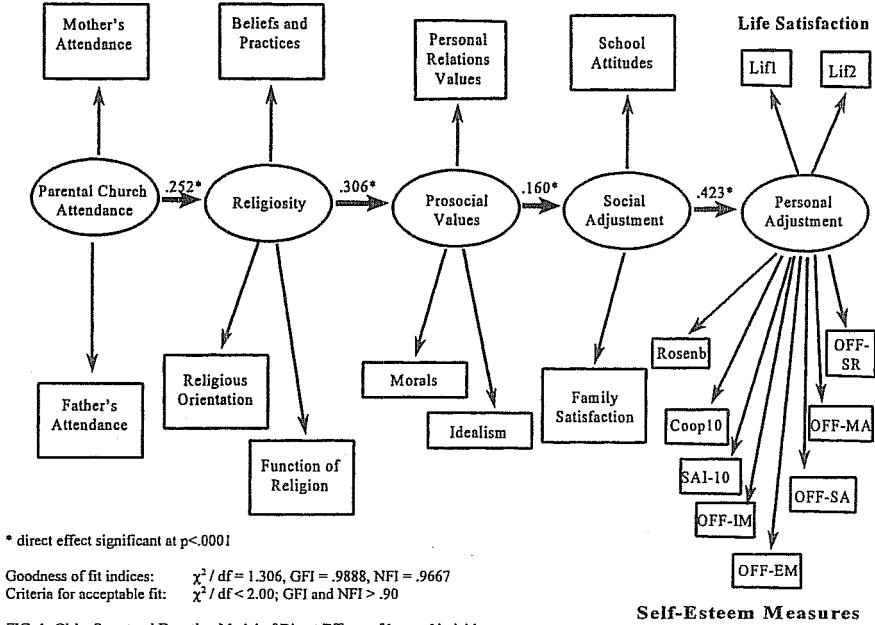 Mother's
Attendance
Beliefs and
Practices
Personal
Relations
Values
School
Attitudes
Life Satisfaction
Lif1
Lif2
Parental Church
Attendance
.252*
Religiosity
.306*
Prosocial
Values
.160*
Social
Adjustment
.423*
Personal
Adjustment
Father's
Attendance
Religious
Orientation
Function of
Religion
Morals
Idealism
Family
Satisfaction
Rosenb
Coop10
SAI-10
OFF-IM
OFF-EM
OFF-SA
OFF-MA
OFF-
SR
* direct effect significant at p<.0001
Goodness of fit indices: χ² / df = 1.306, GFI = .9888, NFI = .9667
Criteria for acceptable fit: χ² / df < 2.00; GFI and NFI > .90
Self-Esteem Measures